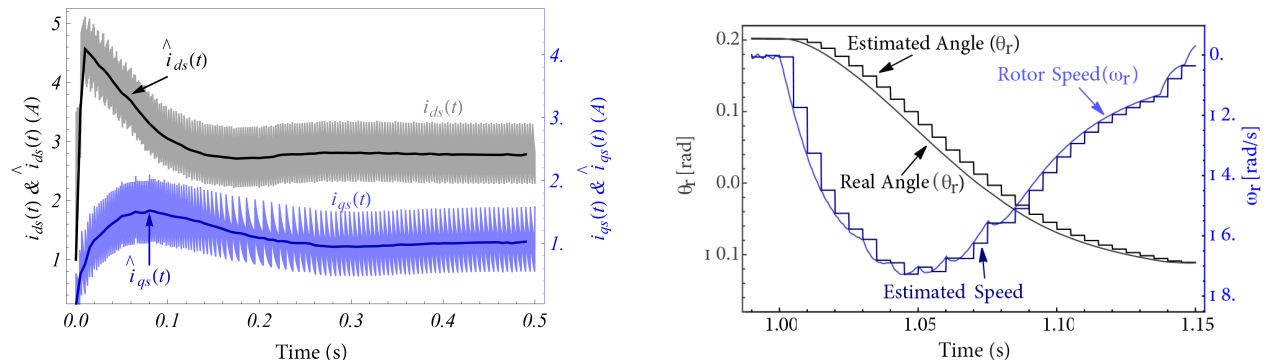 5
4
3
2
1
i_ds(t) & î_ds(t) (A)
î_ds(t)
i_ds(t)
i_qs(t)
î_qs(t)
4.
3.
2.
1.
i_qs(t) & î_qs(t) (A)
0.0 0.1 0.2 0.3 0.4 0.5
Time (s)
0.2
0.1
0.0
ı 0.1
θr [rad]
Estimated Angle (θr)
Rotor Speed(ωr)
Real Angle (θr)
Estimated Speed
0.
ı 2.
ı 4.
ı 6.
ı 8.
ωr [rad/s]
1.00 1.05 1.10 1.15
Time (s)